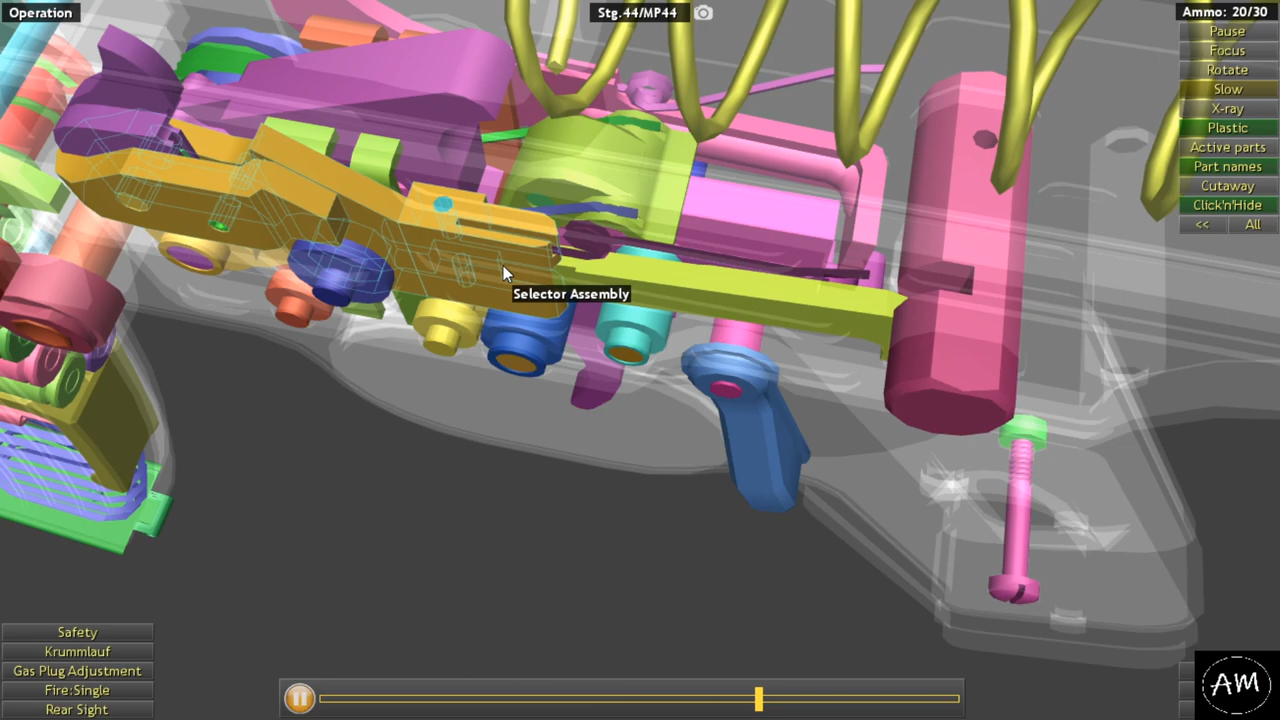 Operation
Stg.44/MP44
Ammo: 20/30
Pause
Focus
Rotate
Slow
X-ray
Plastic
Active parts
Part names
Cutaway
Click'n'Hide
<< All
Selector Assembly
Safety
Krummlauf
Gas Plug Adjustment
Fire:Single
Rear Sight
AM